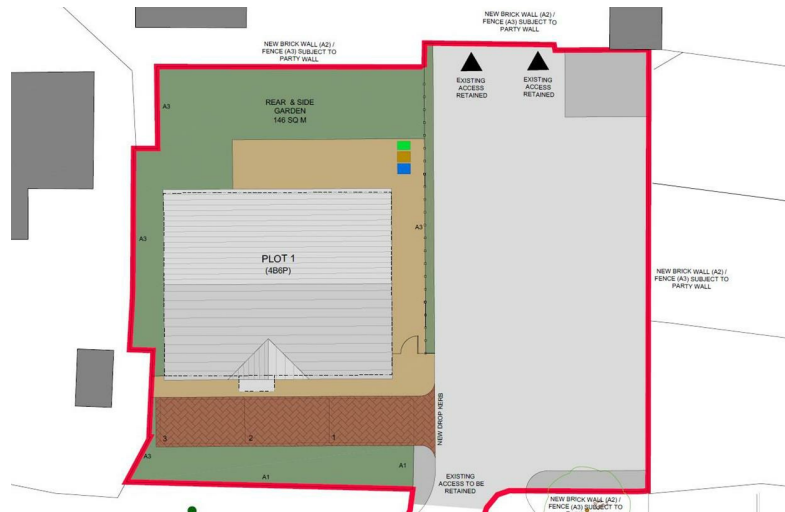 NEW BRICK WALL (A2) /
FENCE (A3) SUBJECT TO
PARTY WALL
NEW BRICK WALL (A2) /
FENCE (A3) SUBJECT TO
PARTY WALL
EXISTING
ACCESS
RETAINED
EXISTING
ACCESS
RETAINED
A3
REAR & SIDE
GARDEN
146 SQ M
A3
A3
PLOT 1
(4B6P)
NEW BRICK WALL (A2) /
FENCE (A3) SUBJECT TO
PARTY WALL
NEW DROP KERB
3
2
1
A3
A1
A1
EXISTING
ACCESS TO BE
RETAINED
NEW BRICK WALL (A2) /
FENCE (A3) SUBJECT TO